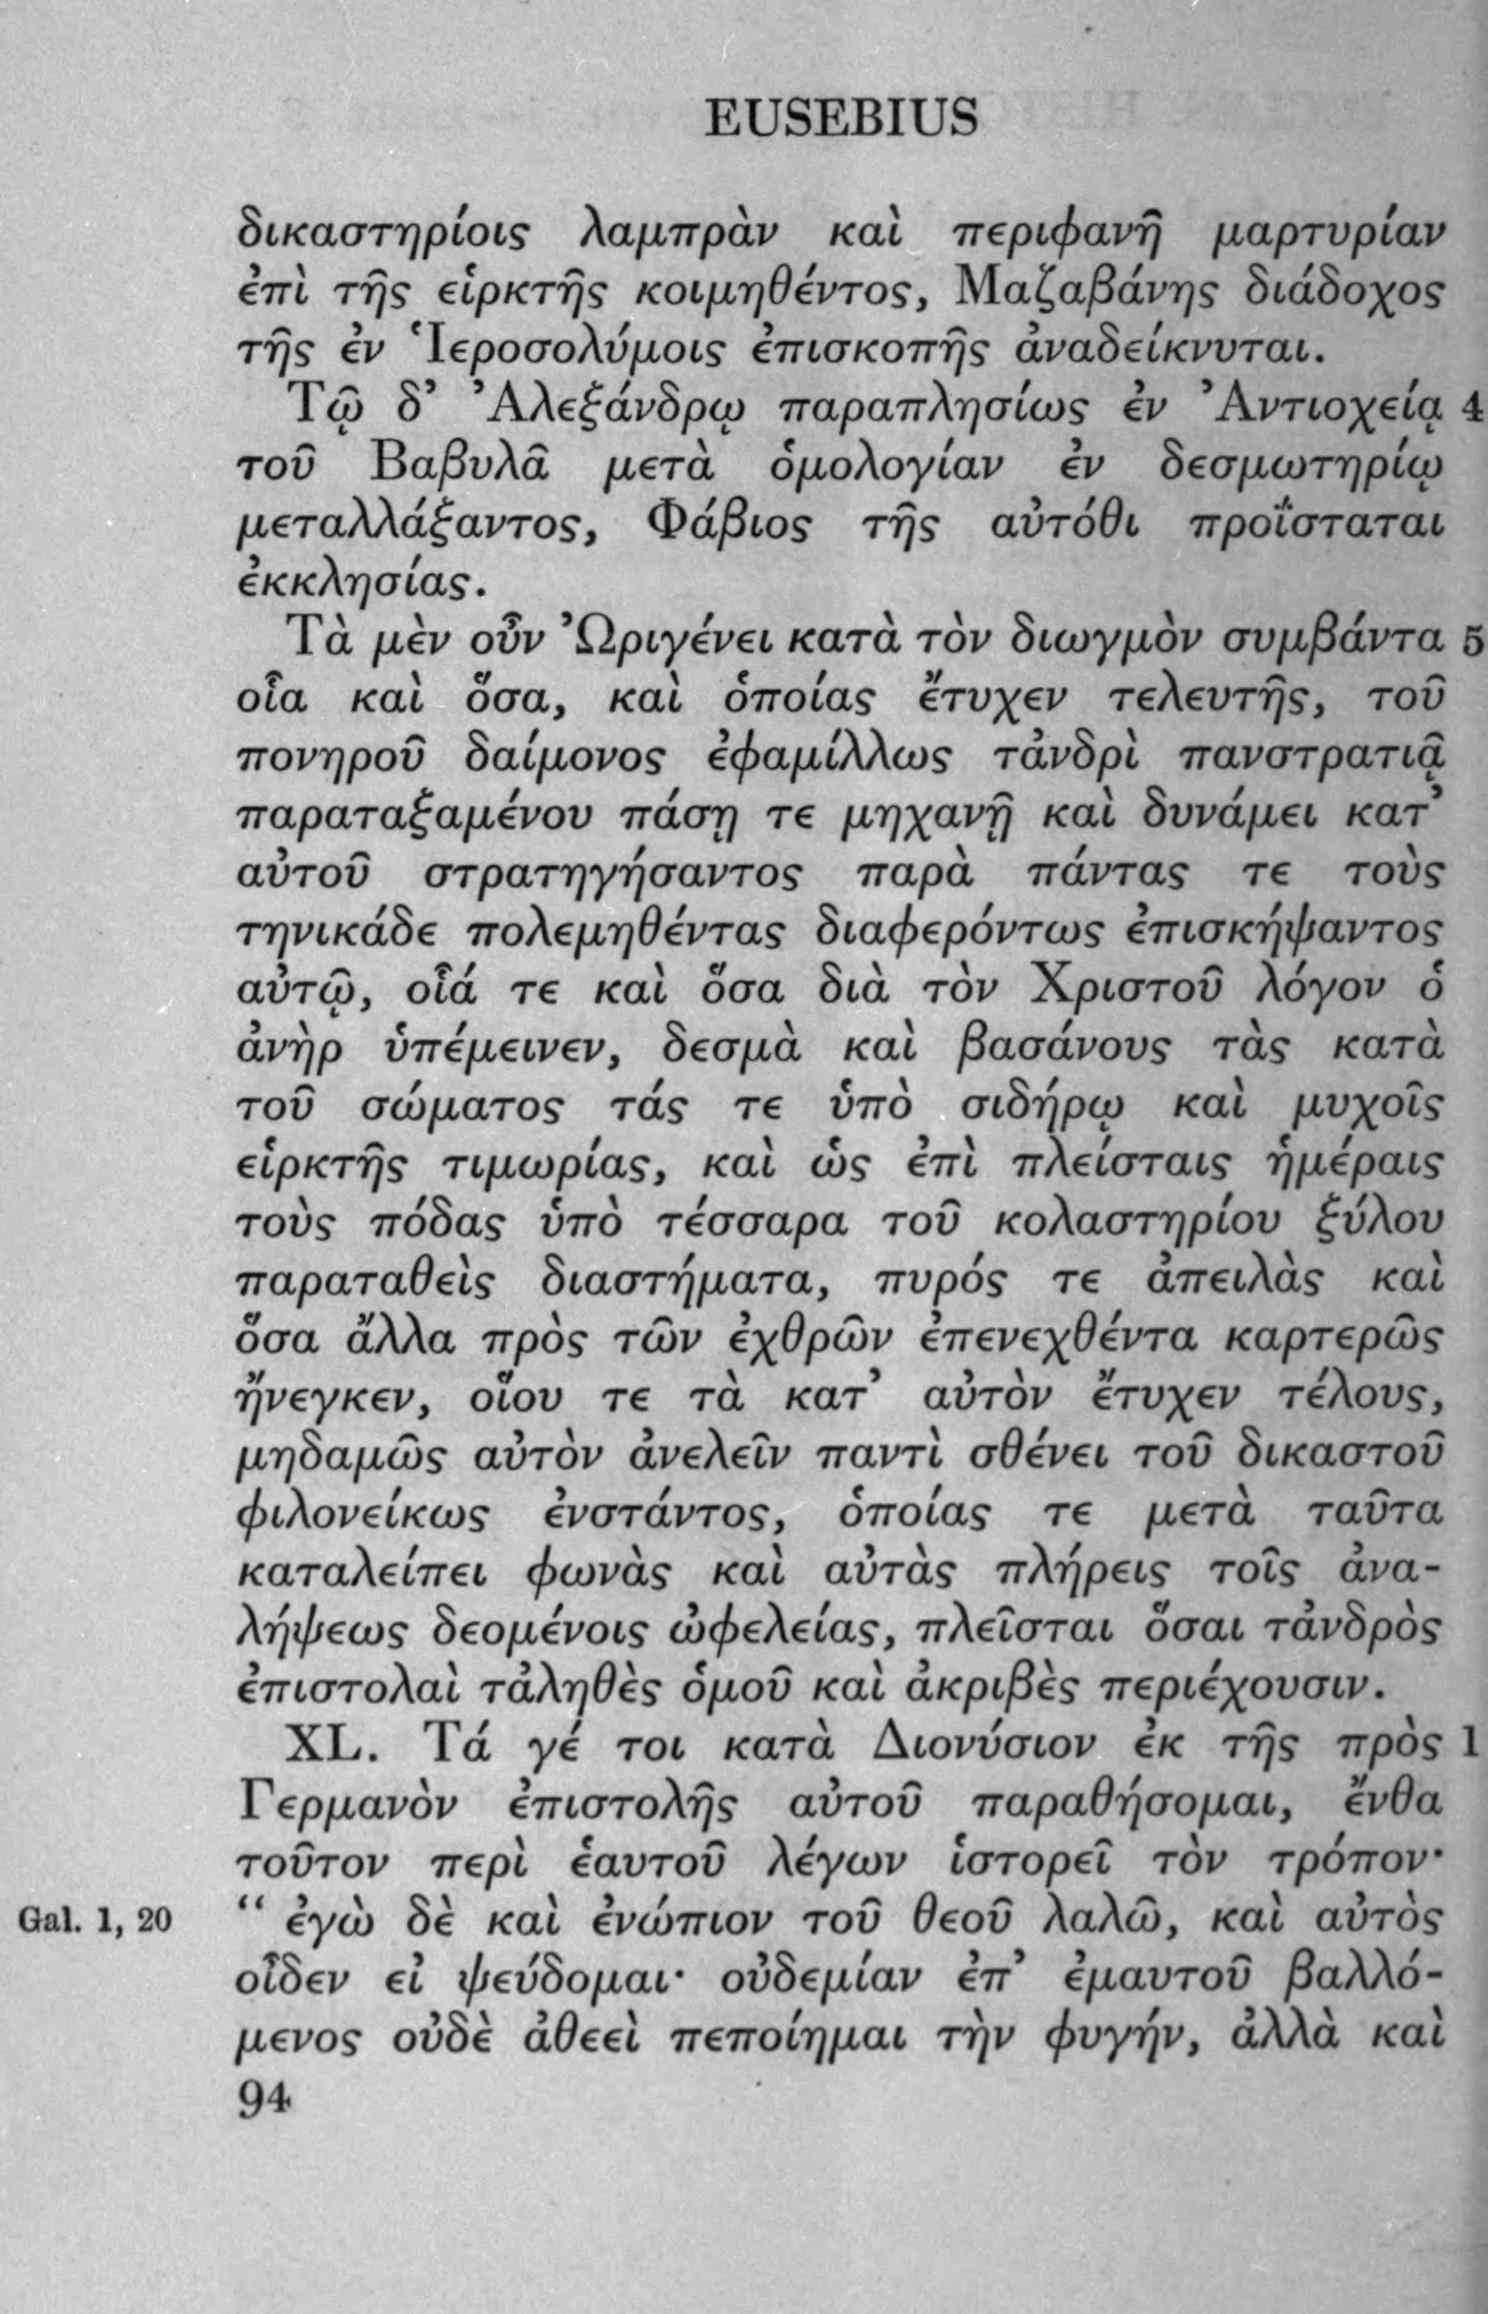 EUSEBIUS
δικαστηρίοις λαμπρὰν καὶ περιφανῆ μαρτυρίαν
ἐπὶ τῆς εἱρκτῆς κοιμηθέντος, Μαζαβάνης διάδοχος
τῆς ἐν Ἱεροσολύμοις ἐπισκοπῆς ἀναδείκνυται.
Τῷ δ’ Ἀλεξάνδρῳ παραπλησίως ἐν Ἀντιοχείᾳ 4
τοῦ Βαβυλᾶ μετὰ ὁμολογίαν ἐν δεσμωτηρίῳ
μεταλλάξαντος, Φάβιος τῆς αὐτόθι προΐσταται
ἐκκλησίας.
Τὰ μὲν οὖν Ὠριγένει κατὰ τὸν διωγμὸν συμβάντα 5
οἷα καὶ ὅσα, καὶ ὁποίας ἔτυχεν τελευτῆς, τοῦ
πονηροῦ δαίμονος ἐφαμίλλως τἀνδρὶ πανστρατιᾷ
παραταξαμένου πάσῃ τε μηχανῇ καὶ δυνάμει κατ’
αὐτοῦ στρατηγήσαντος παρὰ πάντας τε τοὺς
τηνικάδε πολεμηθέντας διαφερόντως ἐπισκήψαντος
αὐτῷ, οἷά τε καὶ ὅσα διὰ τὸν Χριστοῦ λόγον ὁ
ἀνὴρ ὑπέμεινεν, δεσμὰ καὶ βασάνους τὰς κατὰ
τοῦ σώματος τάς τε ὑπὸ σιδήρῳ καὶ μυχοῖς
εἱρκτῆς τιμωρίας, καὶ ὡς ἐπὶ πλείσταις ἡμέραις
τοὺς πόδας ὑπὸ τέσσαρα τοῦ κολαστηρίου ξύλου
παραταθεὶς διαστήματα, πυρός τε ἀπειλὰς καὶ
ὅσα ἄλλα πρὸς τῶν ἐχθρῶν ἐπενεχθέντα καρτερῶς
ἤνεγκεν, οἵου τε τὰ κατ’ αὐτὸν ἔτυχεν τέλους,
μηδαμῶς αὐτὸν ἀνελεῖν παντὶ σθένει τοῦ δικαστοῦ
φιλονείκως ἐνστάντος, ὁποίας τε μετὰ ταῦτα
καταλείπει φωνὰς καὶ αὐτὰς πλήρεις τοῖς ἀνα-
λήψεως δεομένοις ὠφελείας, πλεῖσται ὅσαι τἀνδρὸς
ἐπιστολαὶ τἀληθὲς ὁμοῦ καὶ ἀκριβὲς περιέχουσιν.
XL. Τά γέ τοι κατὰ Διονύσιον ἐκ τῆς πρὸς 1
Γερμανὸν ἐπιστολῆς αὐτοῦ παραθήσομαι, ἔνθα
τοῦτον περὶ ἑαυτοῦ λέγων ἱστορεῖ τὸν τρόπον·
Gal. 1, 20 “ ἐγὼ δὲ καὶ ἐνώπιον τοῦ θεοῦ λαλῶ, καὶ αὐτὸς
οἶδεν εἰ ψεύδομαι· οὐδεμίαν ἐπ’ ἐμαυτοῦ βαλλό-
μενος οὐδὲ ἀθεεὶ πεποίημαι τὴν φυγήν, ἀλλὰ καὶ
94